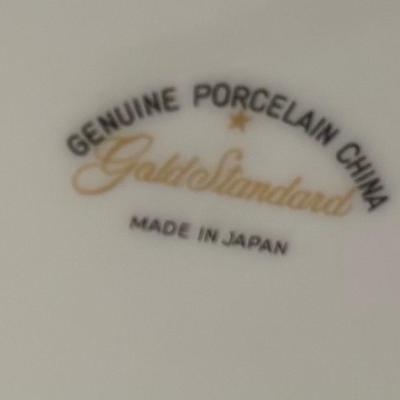 GENUINE PORCELAIN CHINA
Gold Standard
MADE IN JAPAN